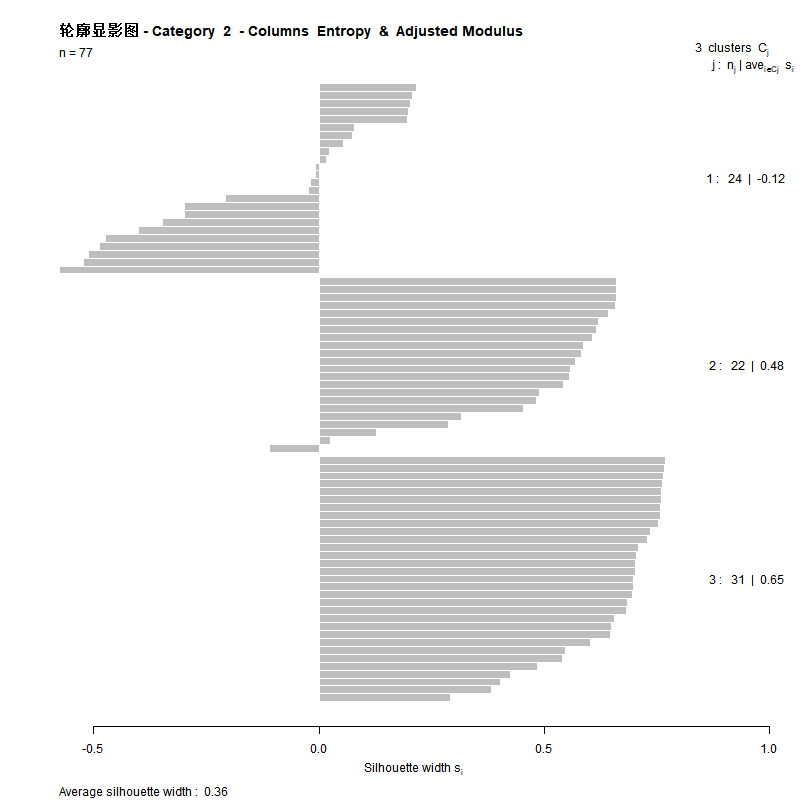 轮廓显影图 - Category 2 - Columns Entropy & Adjusted Modulus
n = 77
3 clusters Cj
j : nj | avei∈Cj si
1 : 24 | -0.12
2 : 22 | 0.48
3 : 31 | 0.65
-0.5 0.0 0.5 1.0
Silhouette width si
Average silhouette width : 0.36